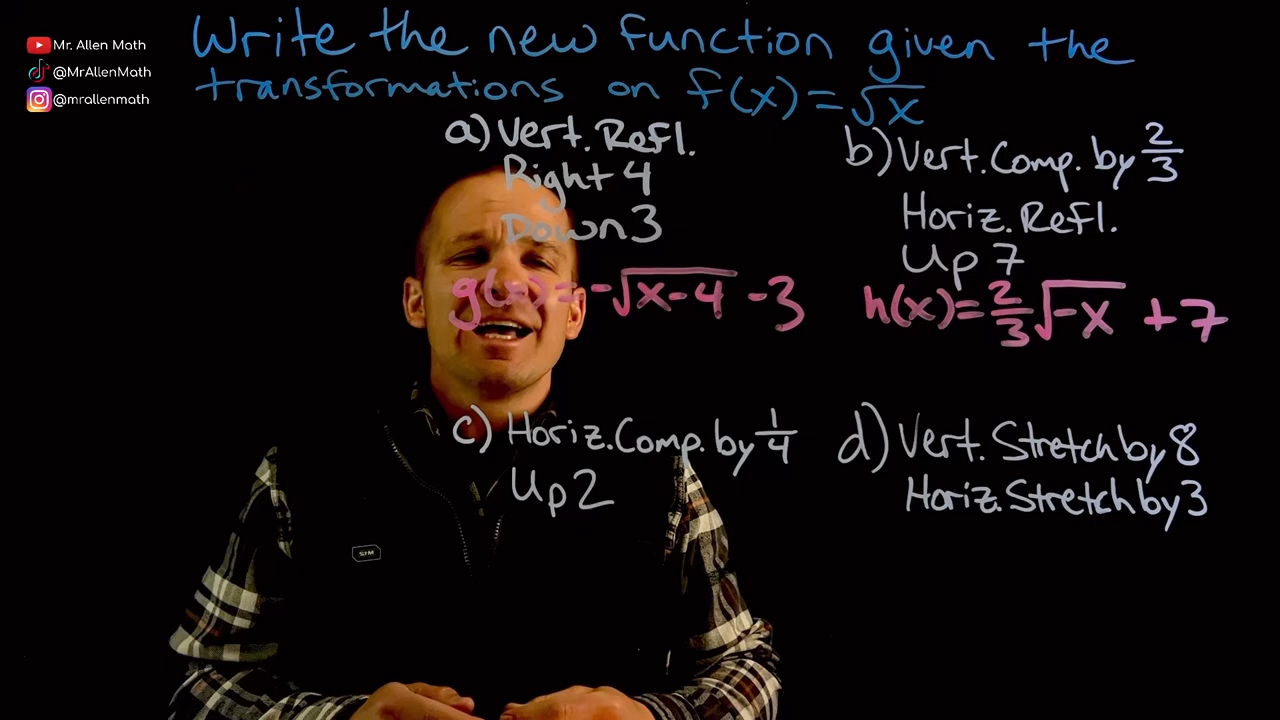 Mr. Allen Math
@MrAllenMath
@mrallenmath
Write the new function given the
transformations on f(x)=√x
a) Vert. Refl.
Right 4
Down 3
g(x)= -√x-4 -3
b) Vert. Comp. by 2/3
Horiz. Refl.
Up 7
h(x)= 2/3 √-x +7
c) Horiz. Comp. by 1/4
Up 2
d) Vert. Stretch by 8
Horiz. Stretch by 3
SHM